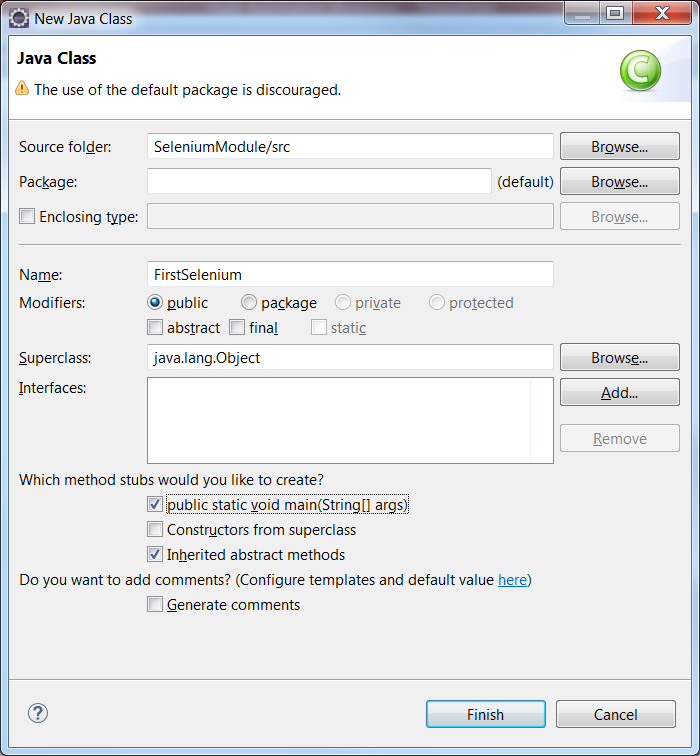 New Java Class
Java Class
The use of the default package is discouraged.
Source folder: SeleniumModule/src Browse...
Package: (default) Browse...
Enclosing type: Browse...
Name: FirstSelenium
Modifiers: public package private protected
abstract final static
Superclass: java.lang.Object Browse...
Interfaces: Add...
Remove
Which method stubs would you like to create?
public static void main(String[] args)
Constructors from superclass
Inherited abstract methods
Do you want to add comments? (Configure templates and default value here)
Generate comments
? Finish Cancel